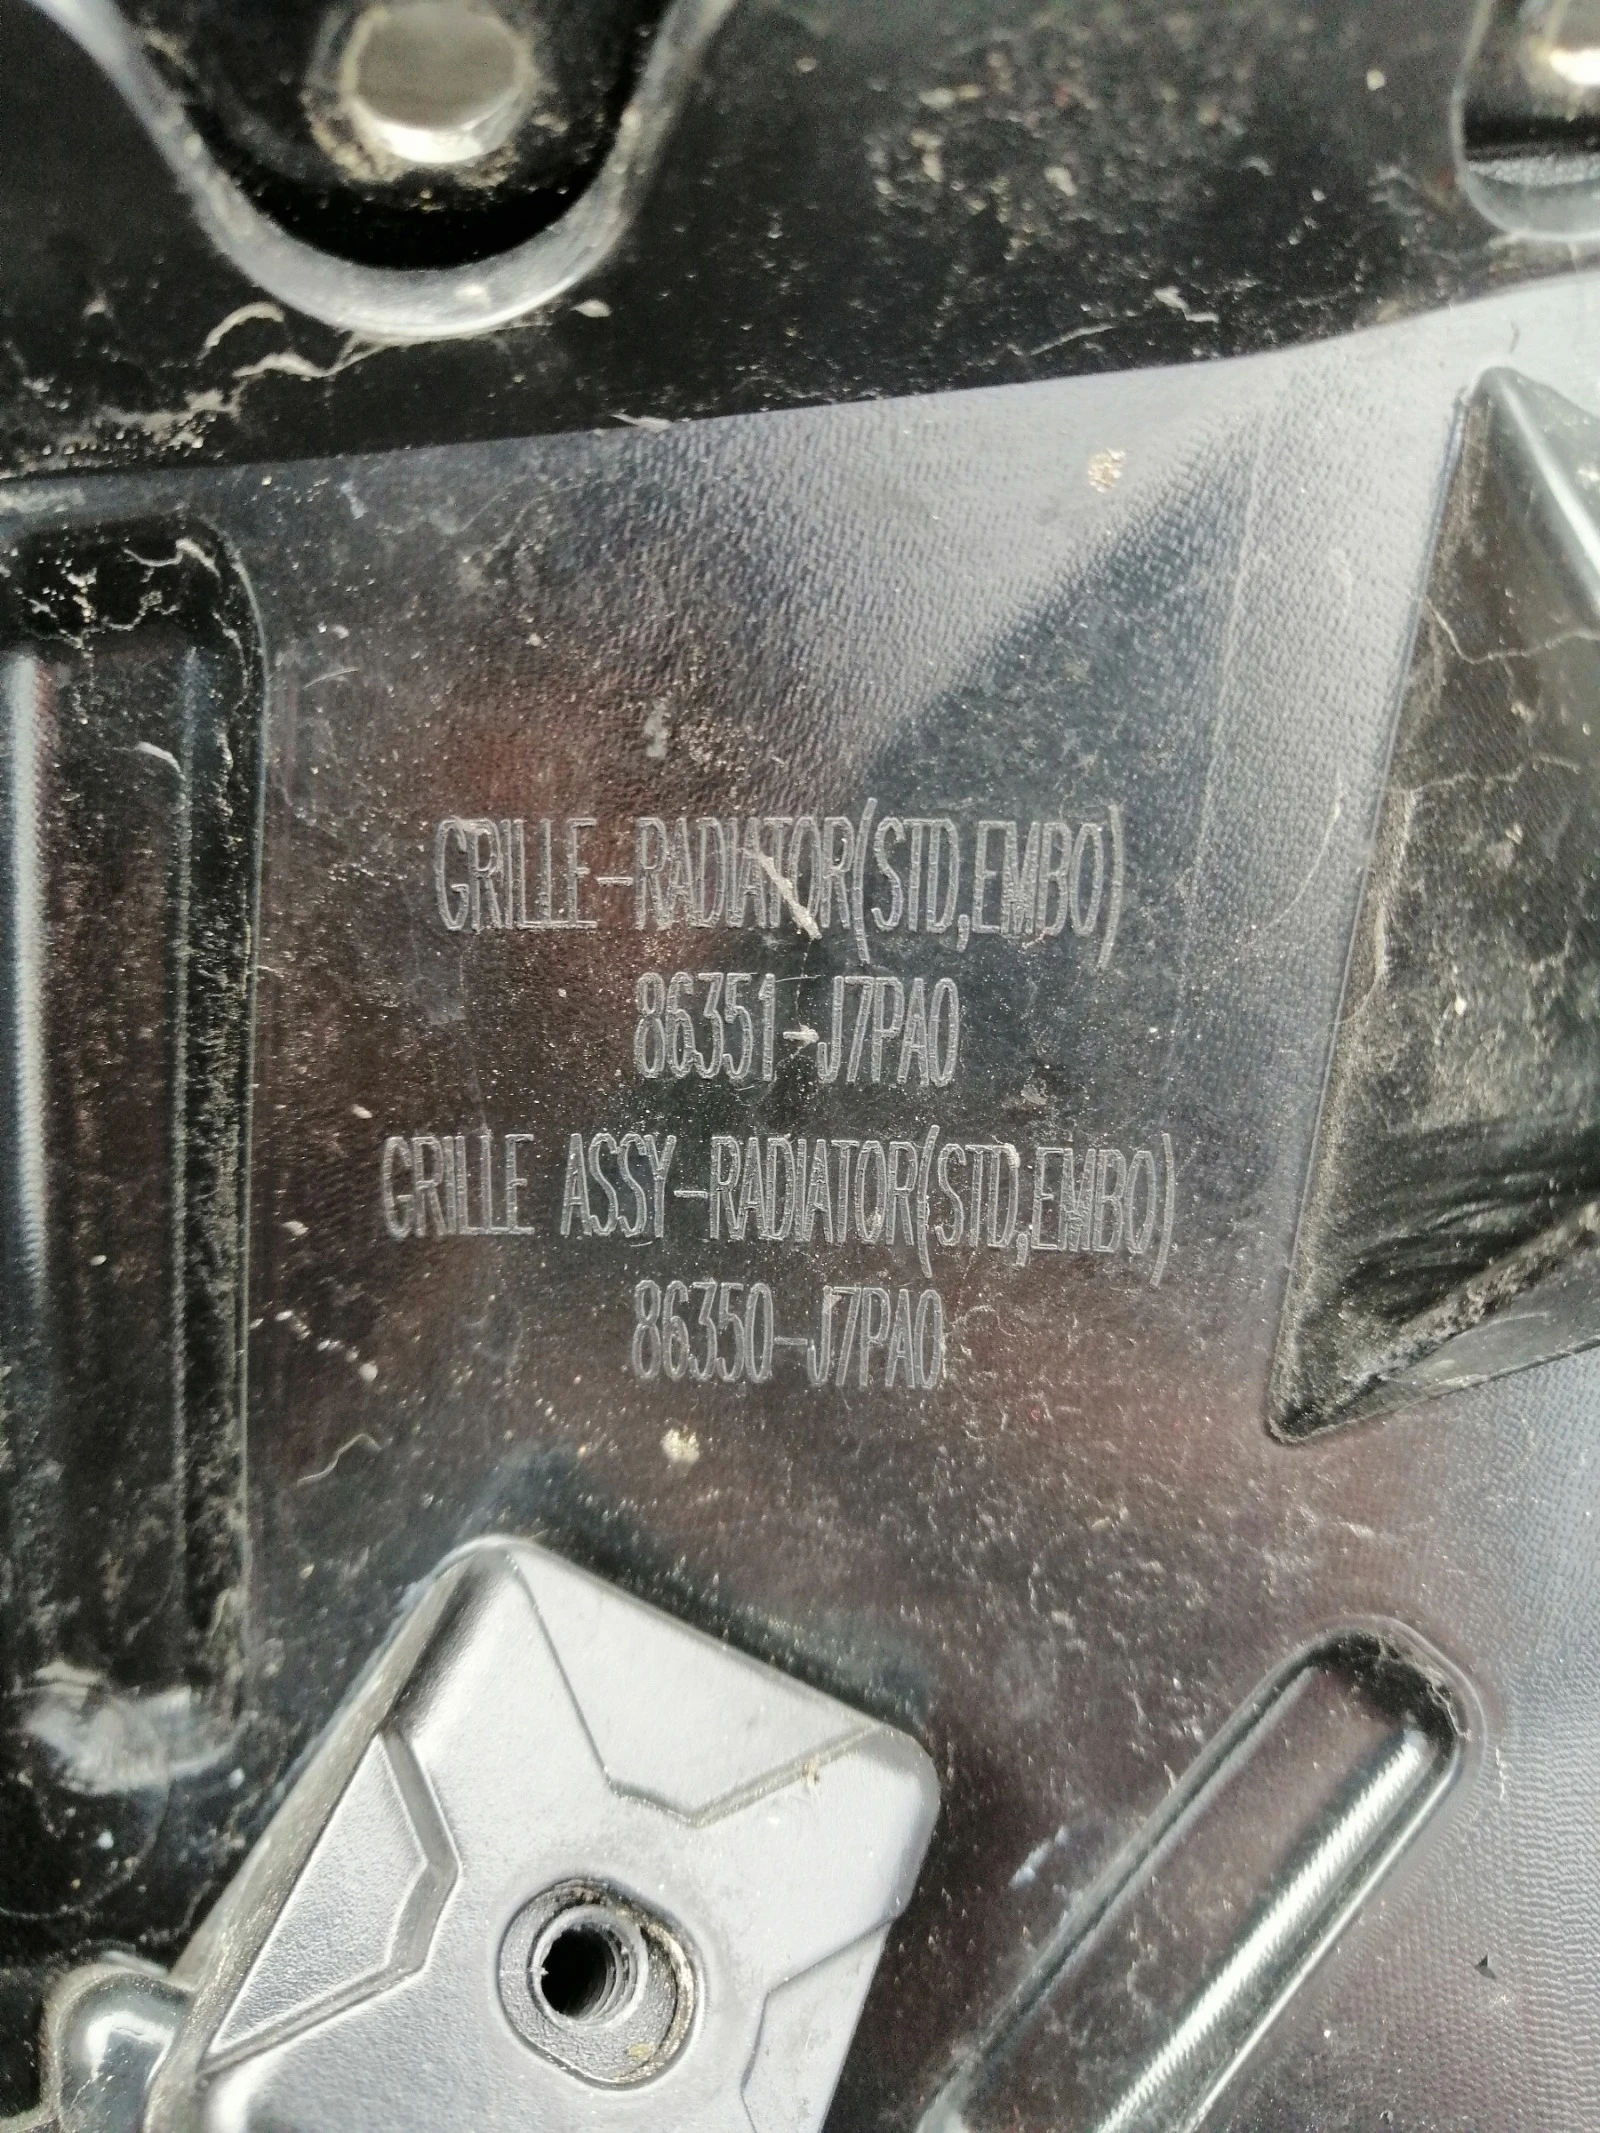 GRILLE-RADIATOR(STD,EMBO)
86351-J7PA0
GRILLE ASSY-RADIATOR(STD,EMBO)
86350-J7PA0